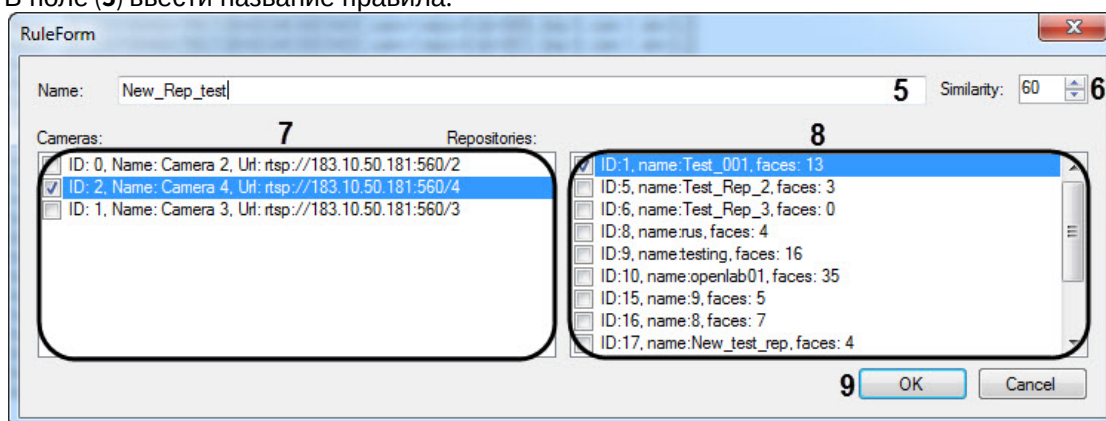 В поле (5) ввести название правила.
RuleForm
Name: New_Rep_test 5 Similarity: 60 6
Cameras: 7 Repositories: 8
ID: 0, Name: Camera 2, Url: rtsp://183.10.50.181:560/2
ID: 2, Name: Camera 4, Url: rtsp://183.10.50.181:560/4
ID: 1, Name: Camera 3, Url: rtsp://183.10.50.181:560/3
ID:1, name:Test_001, faces: 13
ID:5, name:Test_Rep_2, faces: 3
ID:6, name:Test_Rep_3, faces: 0
ID:8, name:rus, faces: 4
ID:9, name:testing, faces: 16
ID:10, name:openlab01, faces: 35
ID:15, name:9, faces: 5
ID:16, name:8, faces: 7
ID:17, name:New_test_rep, faces: 4
9 OK Cancel